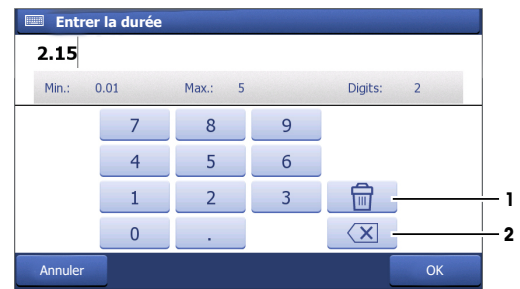 Entrer la durée
2.15
Min.: 0.01 Max.: 5 Digits: 2
7 8 9
4 5 6
1 2 3 1
0 . 2
Annuler OK